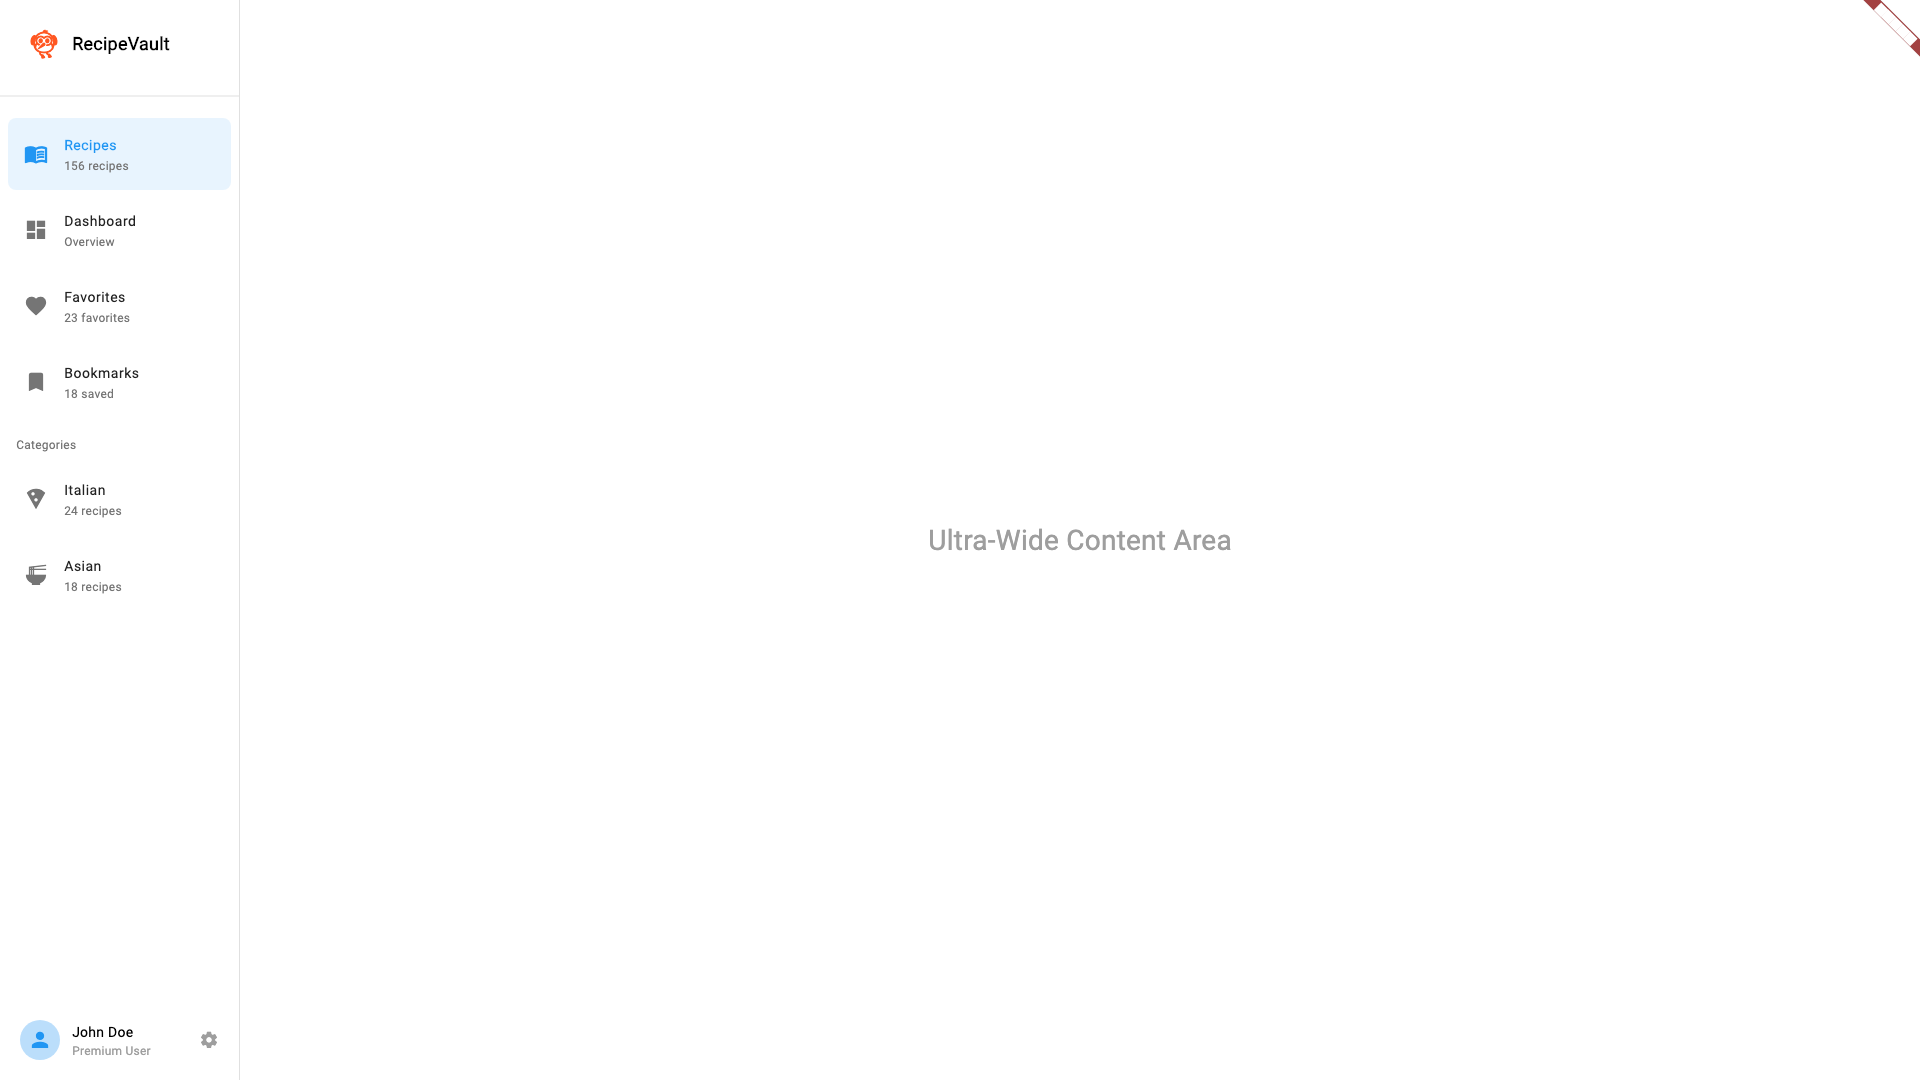 RecipeVault
Recipes
156 recipes
Dashboard
Overview
Favorites
23 favorites
Bookmarks
18 saved
Categories
Italian
24 recipes
Asian
18 recipes
Ultra-Wide Content Area
John Doe
Premium User